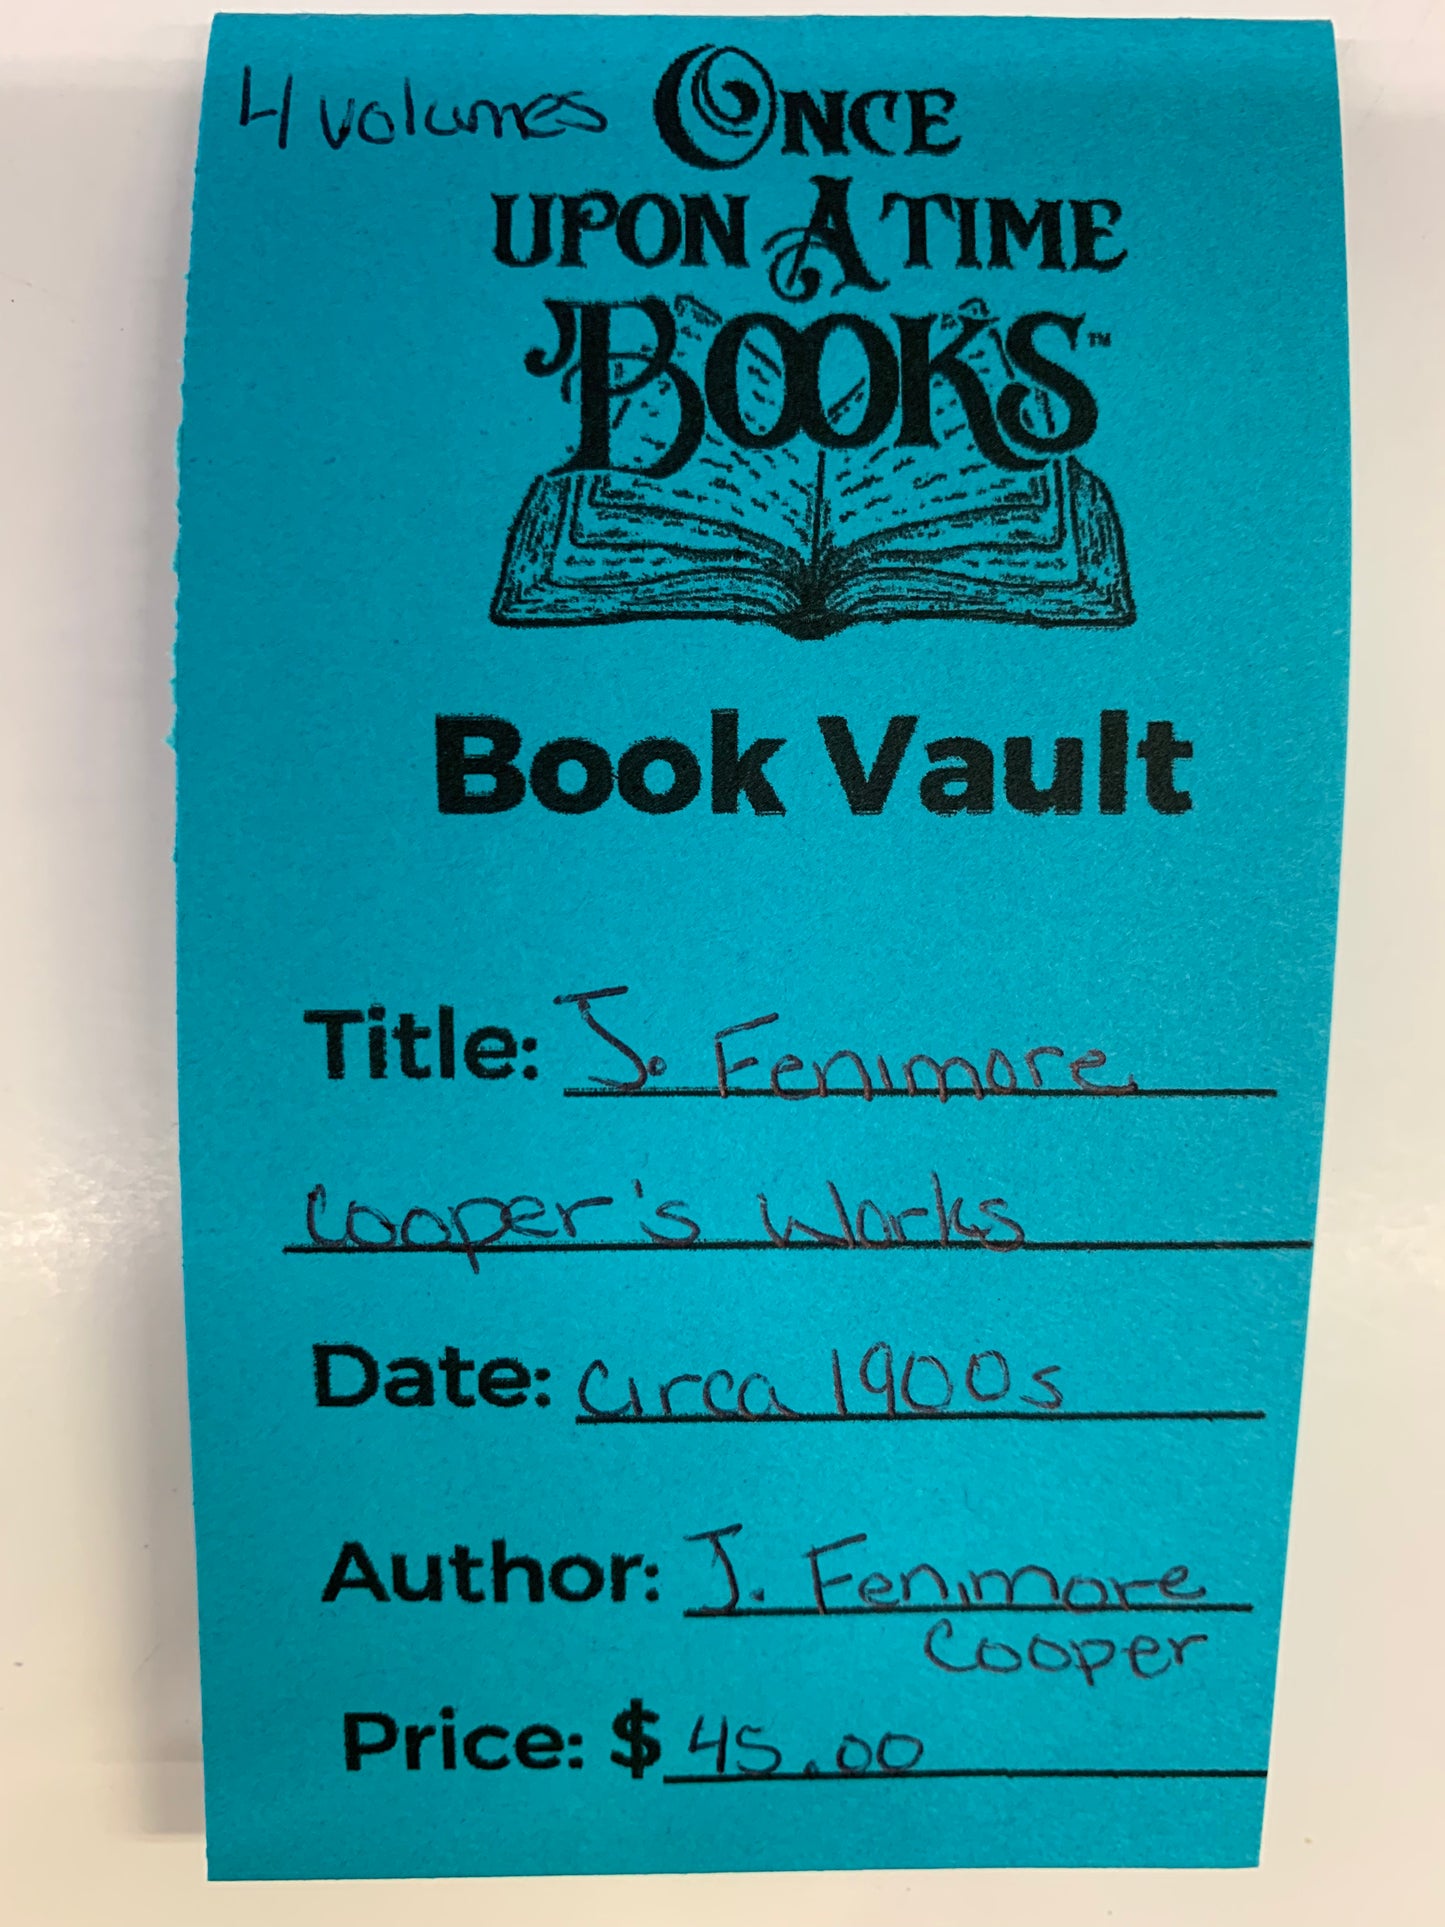 4 volumes
ONCE
UPON A TIME
BOOKS™
Book Vault
Title: J. Fenimore
Cooper's Works
Date: circa 1900s
Author: J. Fenimore
Cooper
Price: $ 45.00